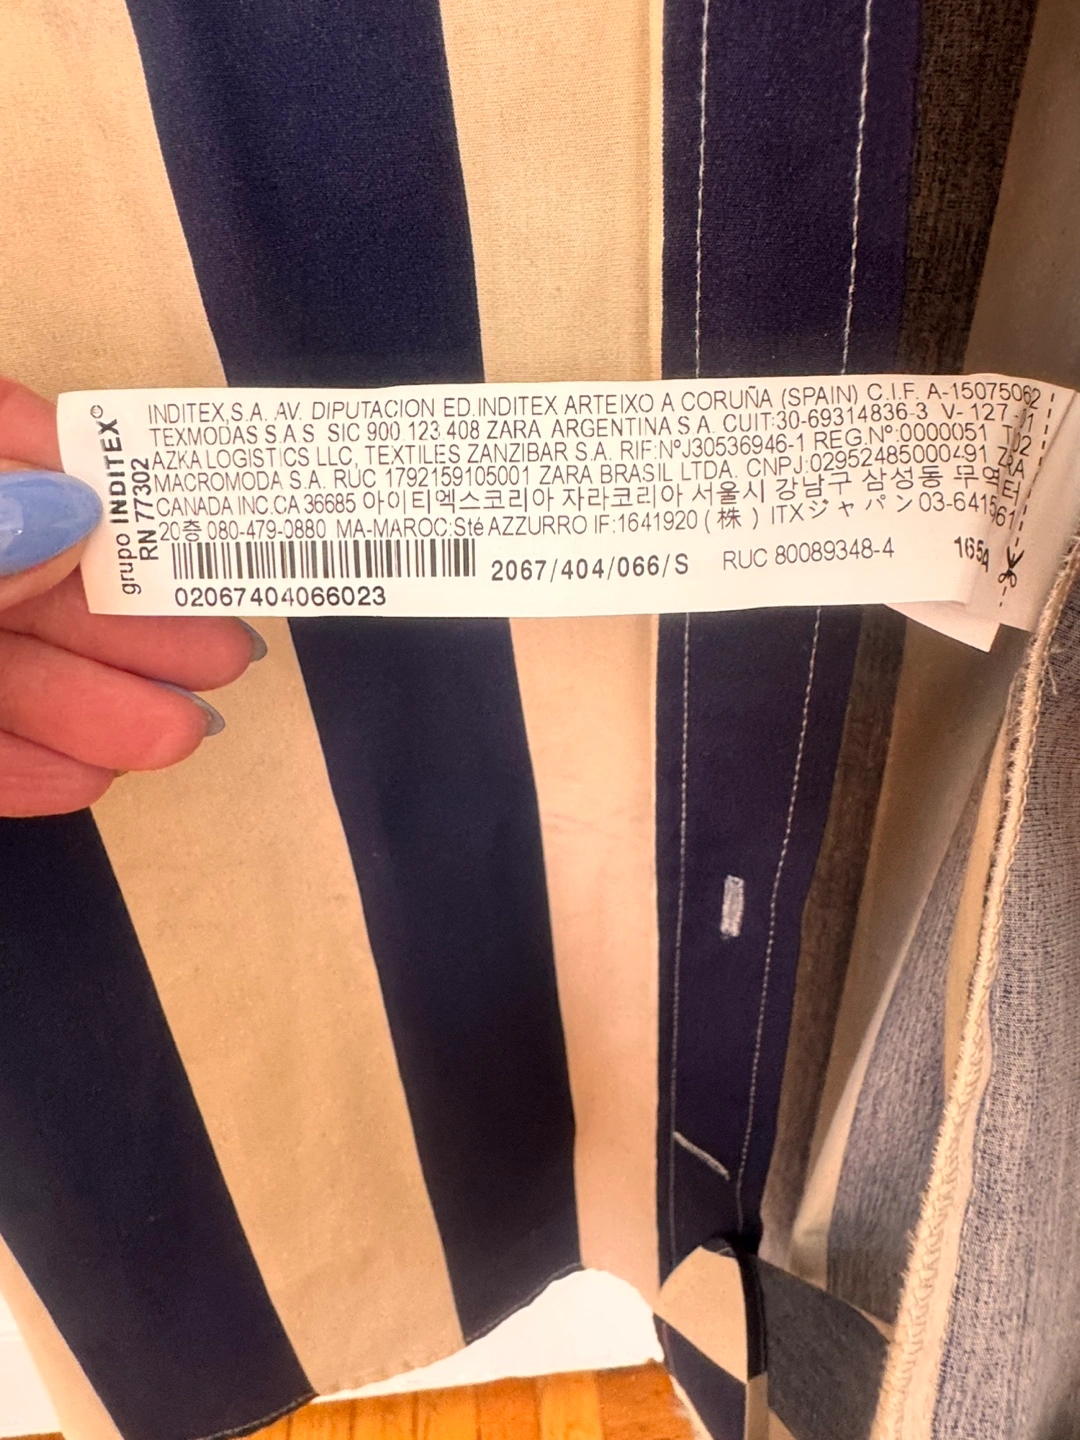 grupo INDITEX®
RN 77302
INDITEX,S.A. AV. DIPUTACION ED.INDITEX ARTEIXO A CORUÑA (SPAIN) C.I.F. A-15075062
TEXMODAS S.A.S SIC 900.123.408 ZARA ARGENTINA S A. CUIT:30-69314836-3 V- 127
AZKA LOGISTICS LLC, TEXTILES ZANZIBAR S.A. RIF:NºJ30536946-1 REG.Nº:0000051
MACROMODA S.A. RUC 1792159105001 ZARA BRASIL LTDA. CNPJ:02952485000491 ZARA
CANADA INC.CA 36685 아이티엑스코리아 자라코리아 서울시 강남구 삼성동 무역터
20층 080-479-0880 MA-MAROC:Sté AZZURRO IF:1641920 ( 株 ) ITXジャパン 03-6415
2067/404/066/S RUC 80089348-4
02067404066023